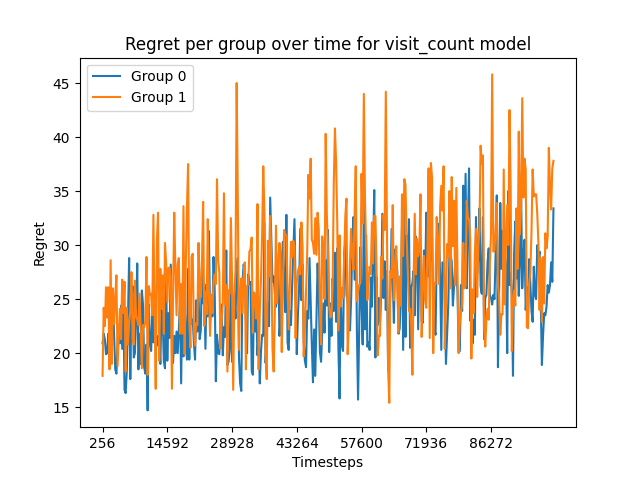 Regret per group over time for visit_count model
Group 0
Group 1
Regret
45
40
35
30
25
20
15
256 14592 28928 43264 57600 71936 86272
Timesteps